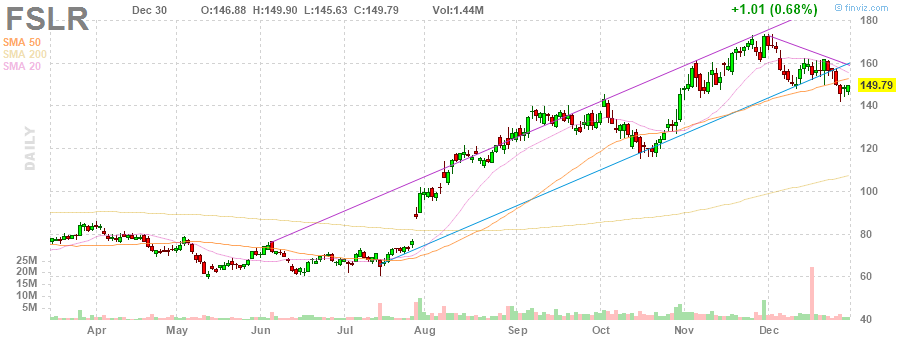 FSLR
Dec 30 O:146.88 H:149.90 L:145.63 C:149.79 Vol:1.44M +1.01 (0.68%)
© finviz.com
SMA 50
SMA 200
SMA 20
DAILY
180
160
149.79
140
120
100
80
60
40
25M
20M
15M
10M
5M
Apr May Jun Jul Aug Sep Oct Nov Dec